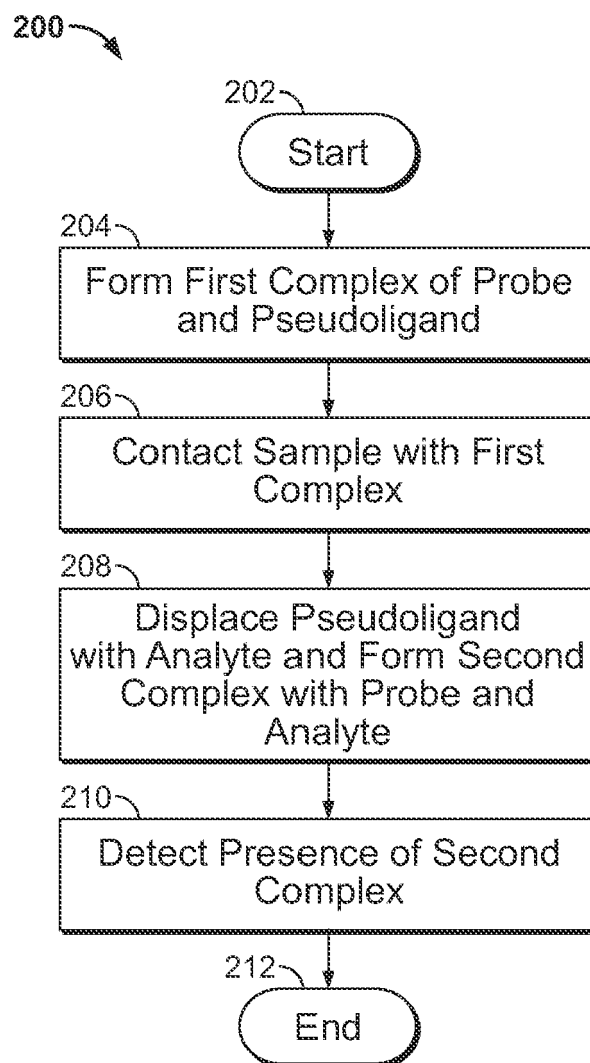 200
202
Start
204
Form First Complex of Probe
and Pseudoligand
206
Contact Sample with First
Complex
208
Displace Pseudoligand
with Analyte and Form Second
Complex with Probe and
Analyte
210
Detect Presence of Second
Complex
212
End